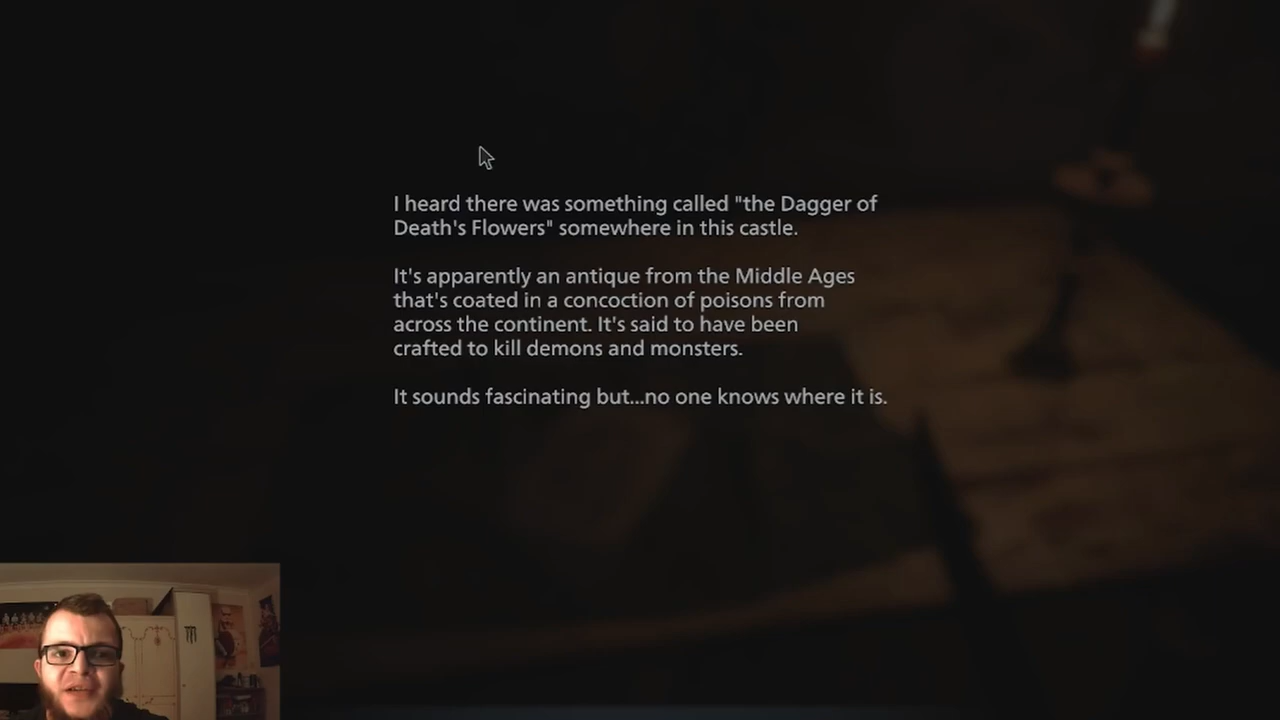 I heard there was something called "the Dagger of
Death's Flowers" somewhere in this castle.
It's apparently an antique from the Middle Ages
that's coated in a concoction of poisons from
across the continent. It's said to have been
crafted to kill demons and monsters.
It sounds fascinating but...no one knows where it is.